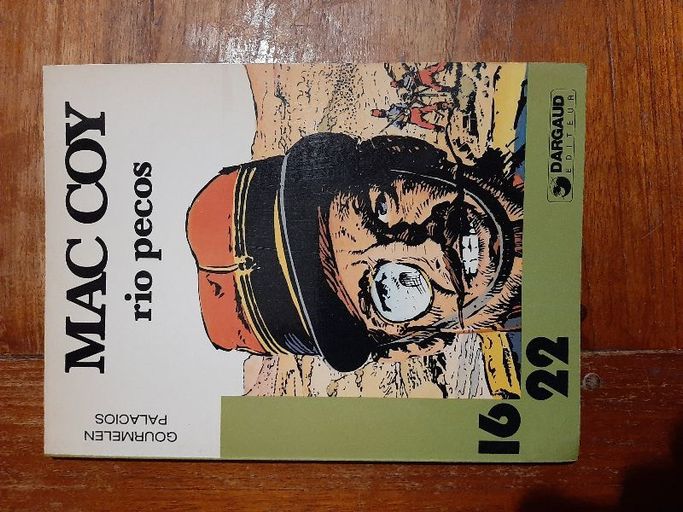 GOURMELEN
PALACIOS
MAC COY
rio pecos
16
22
DARGAUD
EDITEUR